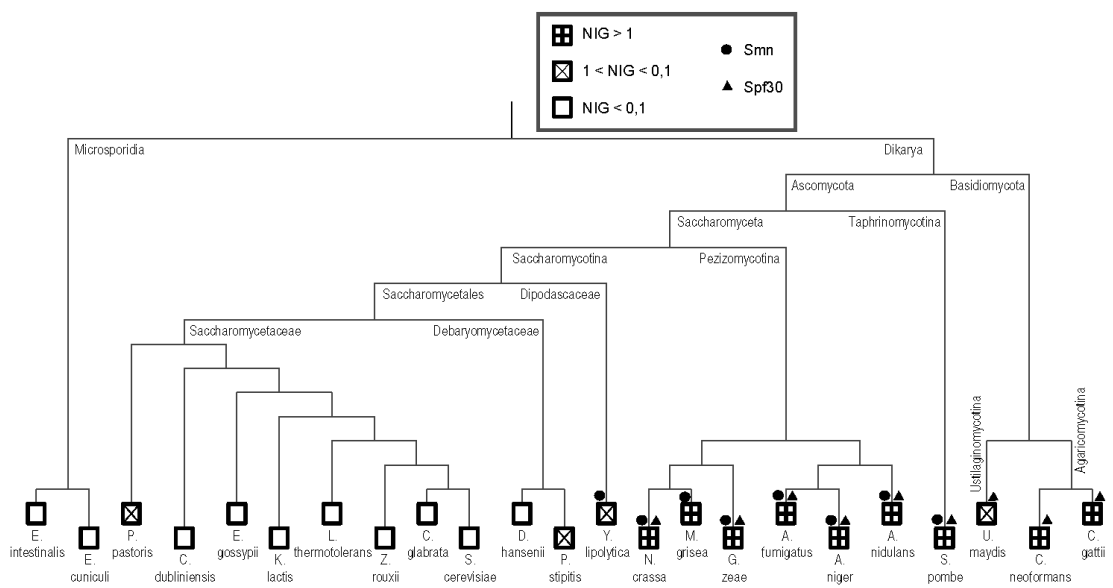 NIG > 1
Smn
1 < NIG < 0,1
Spf30
NIG < 0,1
Microsporidia
Dikarya
Ascomycota
Basidiomycota
Saccharomyceta
Taphrinomycotina
Saccharomycotina
Pezizomycotina
Saccharomycetales
Dipodascaceae
Saccharomycetaceae
Debaryomycetaceae
Ustilaginomycotina
Agaricomycotina
E.
intestinalis
E.
cuniculi
P.
pastoris
C.
dubliniensis
E.
gossypii
K.
lactis
L.
thermotolerans
Z.
rouxii
C.
glabrata
S.
cerevisiae
D.
hansenii
P.
stipitis
Y.
lipolytica
N.
crassa
M.
grisea
G.
zeae
A.
fumigatus
A.
niger
A.
nidulans
S.
pombe
U.
maydis
C.
neoformans
C.
gattii